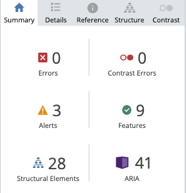 Summary Details Reference Structure Contrast
0 0
Errors Contrast Errors
3 9
Alerts Features
28 41
Structural Elements ARIA